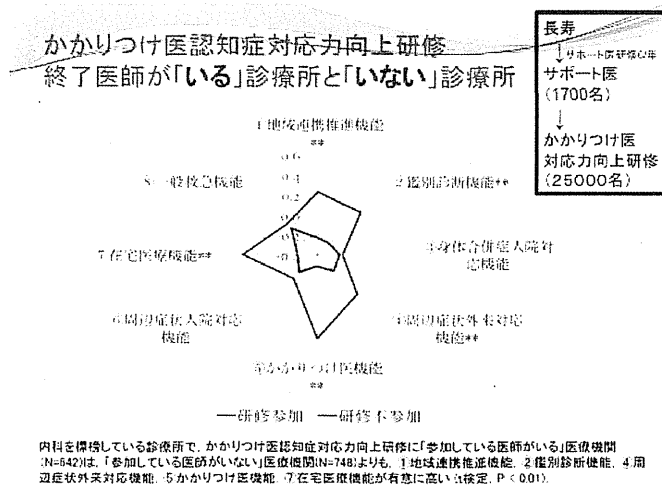 かかりつけ医認知症対応力向上研修
終了医師が「いる」診療所と「いない」診療所
長寿
↓サポート医研修02年
サポート医
(1700名)
↓
かかりつけ医
対応力向上研修
(25000名)
1地域連携推進機能
**
0.6
0.4
0.2
0.0
8一般救急機能
2鑑別診断機能**
7在宅医療機能**
3身体合併症入院対
応機能
6周辺症状入院対応
機能
4周辺症状外来対応
機能**
5かかりつけ医機能
**
―研修参加 ―研修不参加
内科を標榜している診療所で、かかりつけ医認知症対応力向上研修に「参加している医師がいる」医療機関
(N=642)は、「参加している医師がいない」医療機関(N=748)よりも、①地域連携推進機能、②鑑別診断機能、④周
辺症状外来対応機能、⑤かかりつけ医機能、⑦在宅医療機能が有意に高い(t検定、P<0.01).